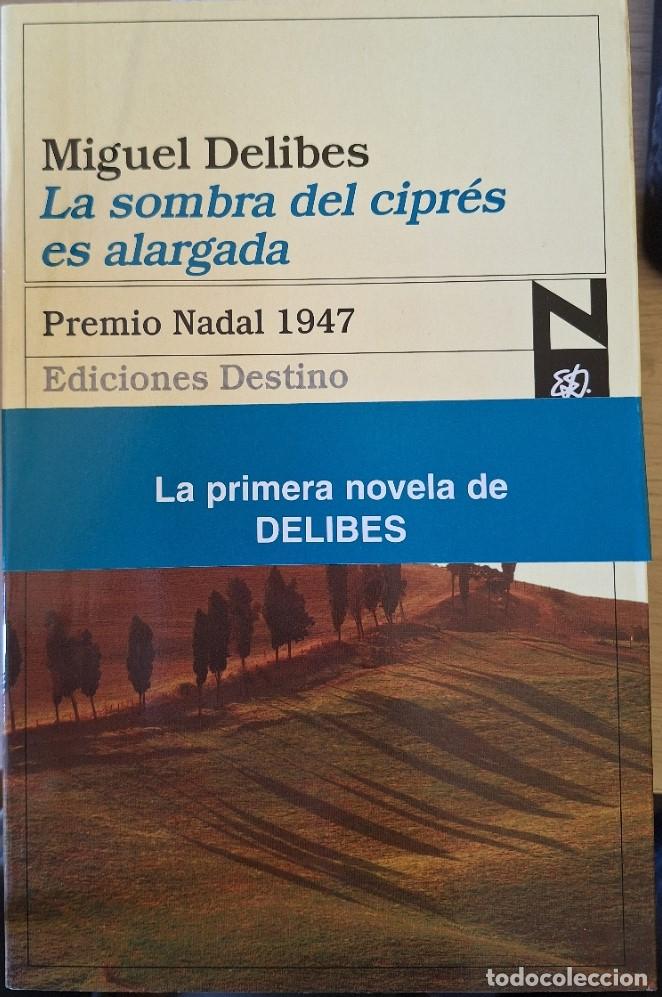 Miguel Delibes
La sombra del ciprés
es alargada
Premio Nadal 1947
Ediciones Destino
La primera novela de
DELIBES
todocoleccion